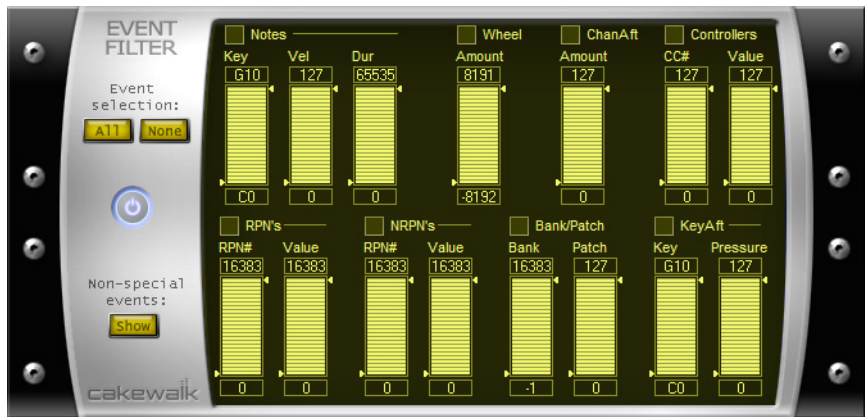 EVENT
FILTER
Event
selection:
All None
Non-special
events:
Show
cakewalk
Notes Wheel ChanAft Controllers
Key Vel Dur Amount Amount CC# Value
G10 127 65535 8191 127 127 127
C0 0 0 -8192 0 0 0
RPN's NRPN's Bank/Patch KeyAft
RPN# Value RPN# Value Bank Patch Key Pressure
16383 16383 16383 16383 16383 127 G10 127
0 0 0 0 -1 0 C0 0